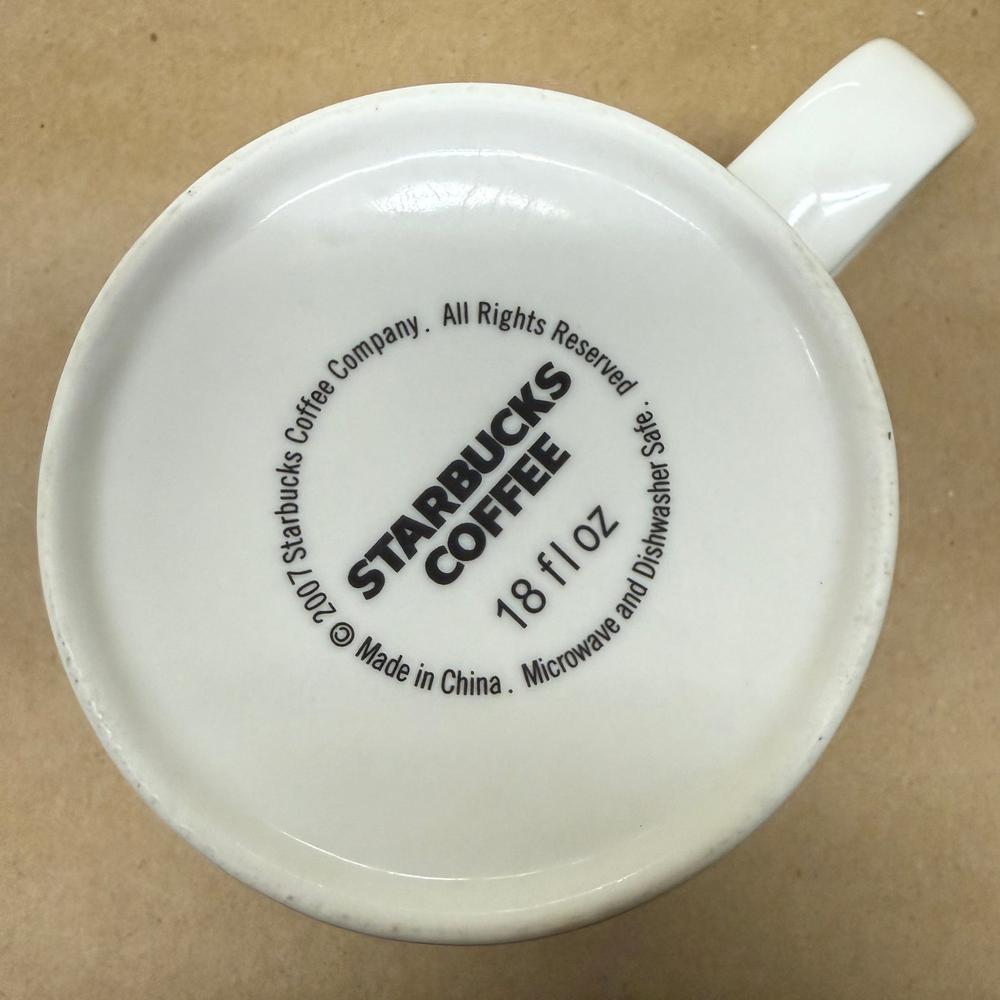 © 2007 Starbucks Coffee Company. All Rights Reserved
STARBUCKS
COFFEE
18 fl oz
Made in China. Microwave and Dishwasher Safe.